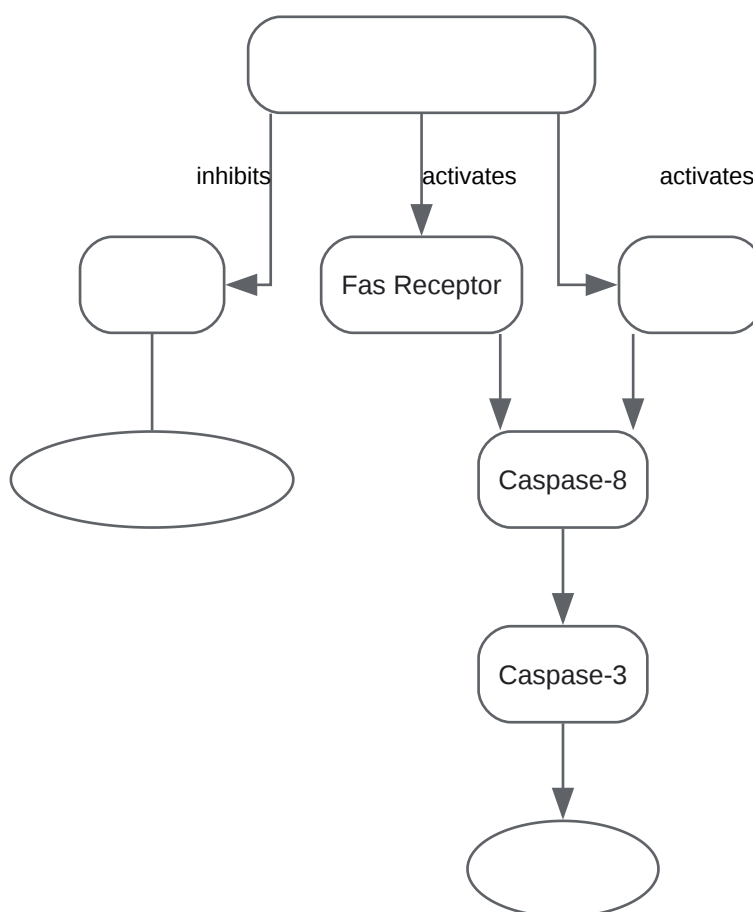 inhibits
activates
activates
Fas Receptor
Caspase-8
Caspase-3